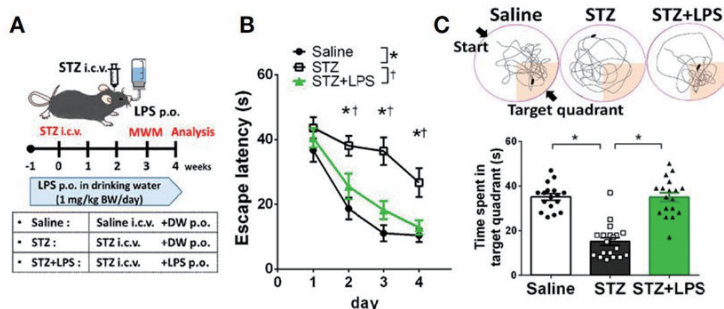 A
STZ i.c.v.
LPS p.o.
STZ i.c.v. MWM Analysis
-1 0 1 2 3 4 weeks
LPS p.o. in drinking water
(1 mg/kg BW/day)
• Saline : Saline i.c.v. +DW p.o.
• STZ : STZ i.c.v. +DW p.o.
• STZ+LPS : STZ i.c.v. +LPS p.o.
B
Saline
STZ
STZ+LPS
*
†
Escape latency (s)
60
40
20
0
*† *† *†
1 2 3 4
day
C
Saline STZ STZ+LPS
Start
Target quadrant
Time spent in
target quadrant (s)
60
40
20
0
* *
Saline STZ STZ+LPS